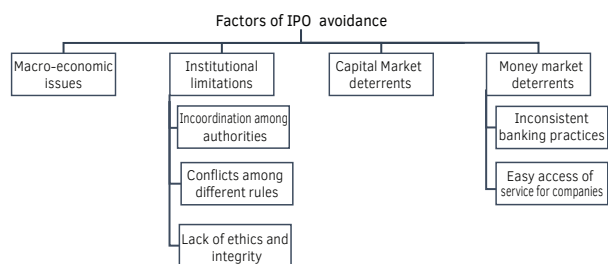 Factors of IPO avoidance
Macro-economic
issues
Institutional
limitations
Capital Market
deterrents
Money market
deterrents
Incoordination among
authorities
Conflicts among
different rules
Lack of ethics and
integrity
Inconsistent
banking practices
Easy access of
service for companies